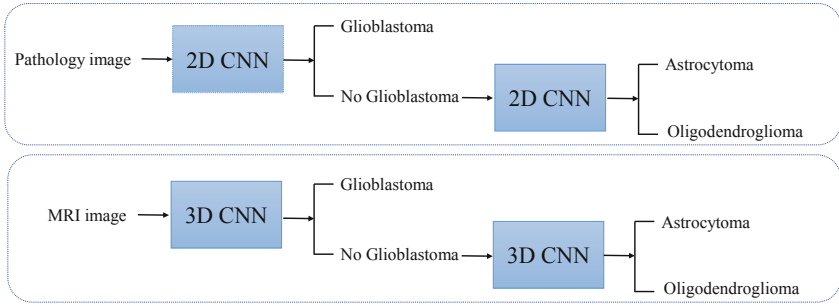 Glioblastoma
Pathology image
2D CNN
No Glioblastoma
2D CNN
Astrocytoma
Oligodendroglioma
Glioblastoma
MRI image
3D CNN
No Glioblastoma
3D CNN
Astrocytoma
Oligodendroglioma